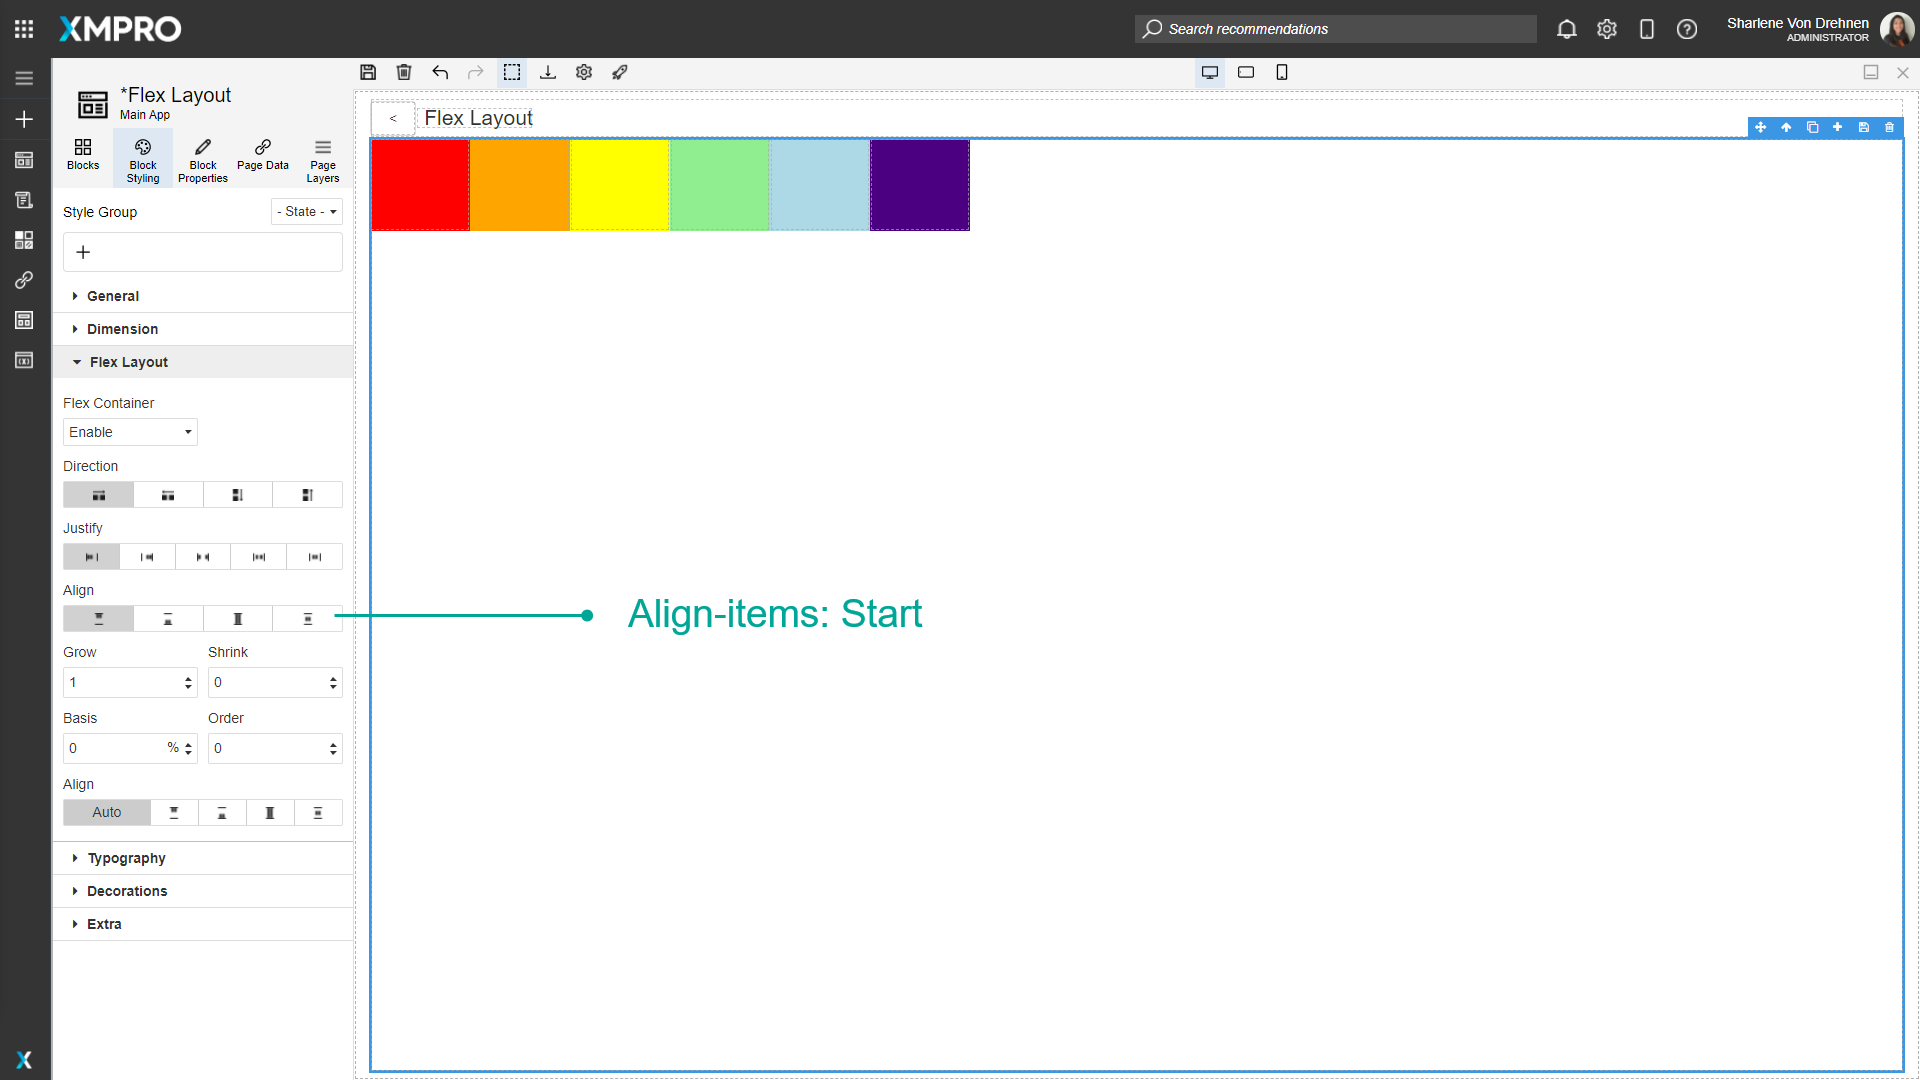 XMPRO
Search recommendations
Sharlene Von Drehnen
ADMINISTRATOR
*Flex Layout
Main App
Blocks
Block Styling
Block Properties
Page Data
Page Layers
< Flex Layout
Style Group
- State -
+
General
Dimension
Flex Layout
Flex Container
Enable
Direction
Justify
Align
Align-items: Start
Grow Shrink
1 0
Basis Order
0 % 0
Align
Auto
Typography
Decorations
Extra
X